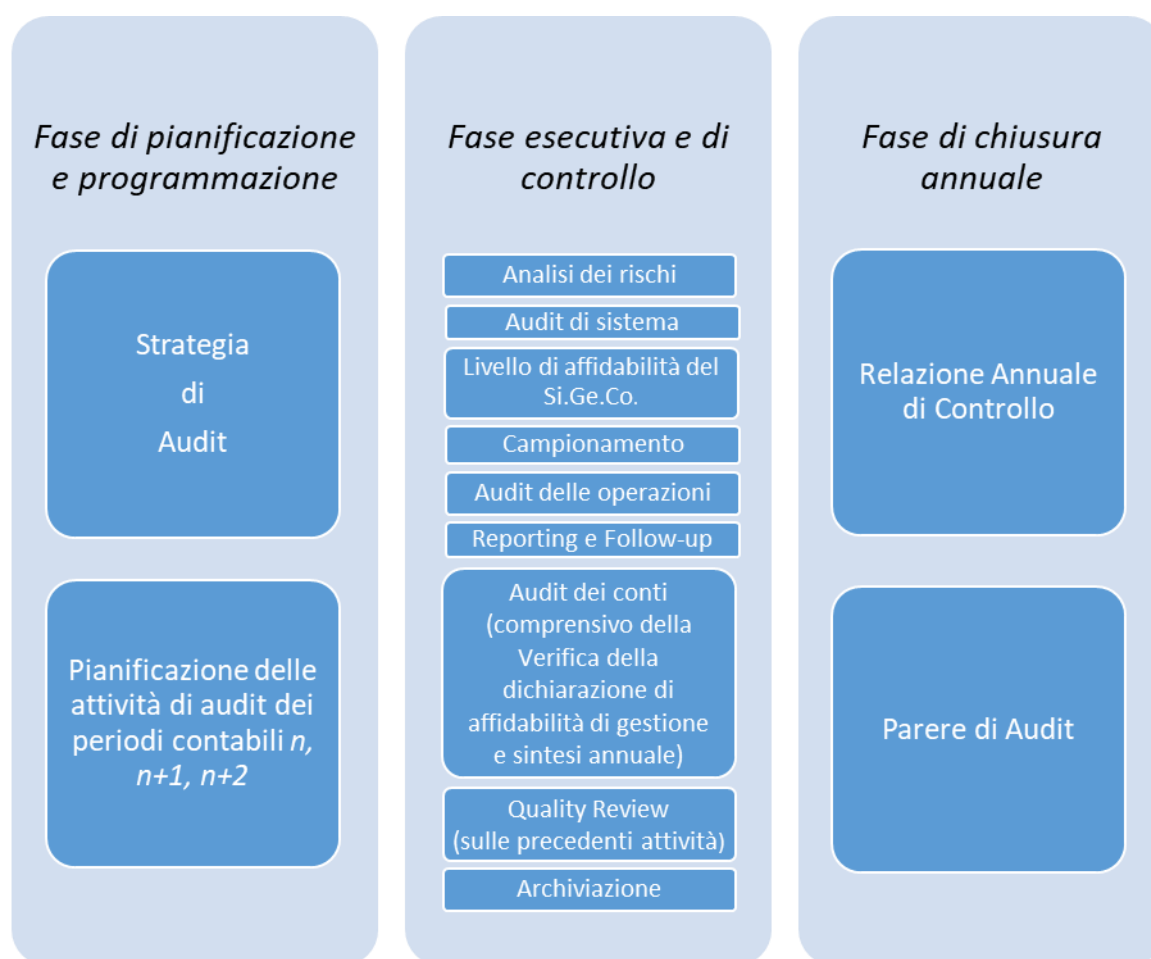 Fase di pianificazione
e programmazione
Strategia
di
Audit
Pianificazione delle
attività di audit dei
periodi contabili n,
n+1, n+2
Fase esecutiva e di
controllo
Analisi dei rischi
Audit di sistema
Livello di affidabilità del
Si.Ge.Co.
Campionamento
Audit delle operazioni
Reporting e Follow-up
Audit dei conti
(comprensivo della
Verifica della
dichiarazione di
affidabilità di gestione
e sintesi annuale)
Quality Review
(sulle precedenti attività)
Archiviazione
Fase di chiusura
annuale
Relazione Annuale
di Controllo
Parere di Audit